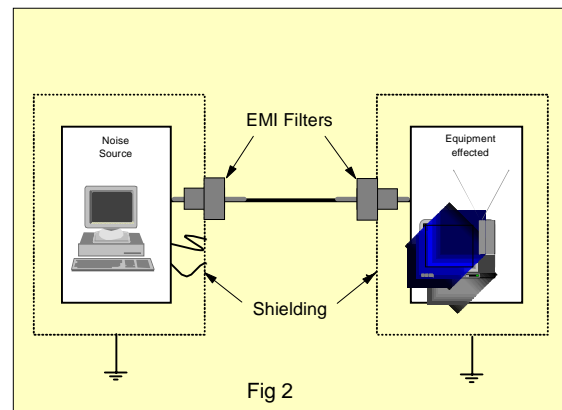 EMI Filters
Noise
Source
Equipment
effected
Shielding
Fig 2